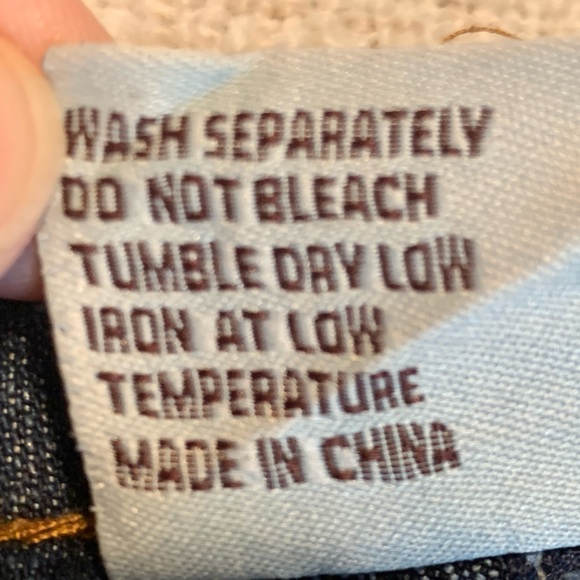 WASH SEPARATELY
DO NOT BLEACH
TUMBLE DRY LOW
IRON AT LOW
TEMPERATURE
MADE IN CHINA